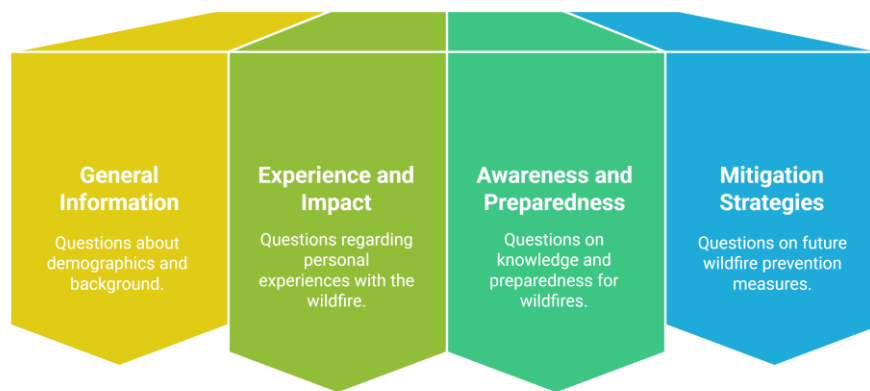 General
Information
Questions about
demographics and
background.
Experience and
Impact
Questions regarding
personal
experiences with the
wildfire.
Awareness and
Preparedness
Questions on
knowledge and
preparedness for
wildfires.
Mitigation
Strategies
Questions on future
wildfire prevention
measures.